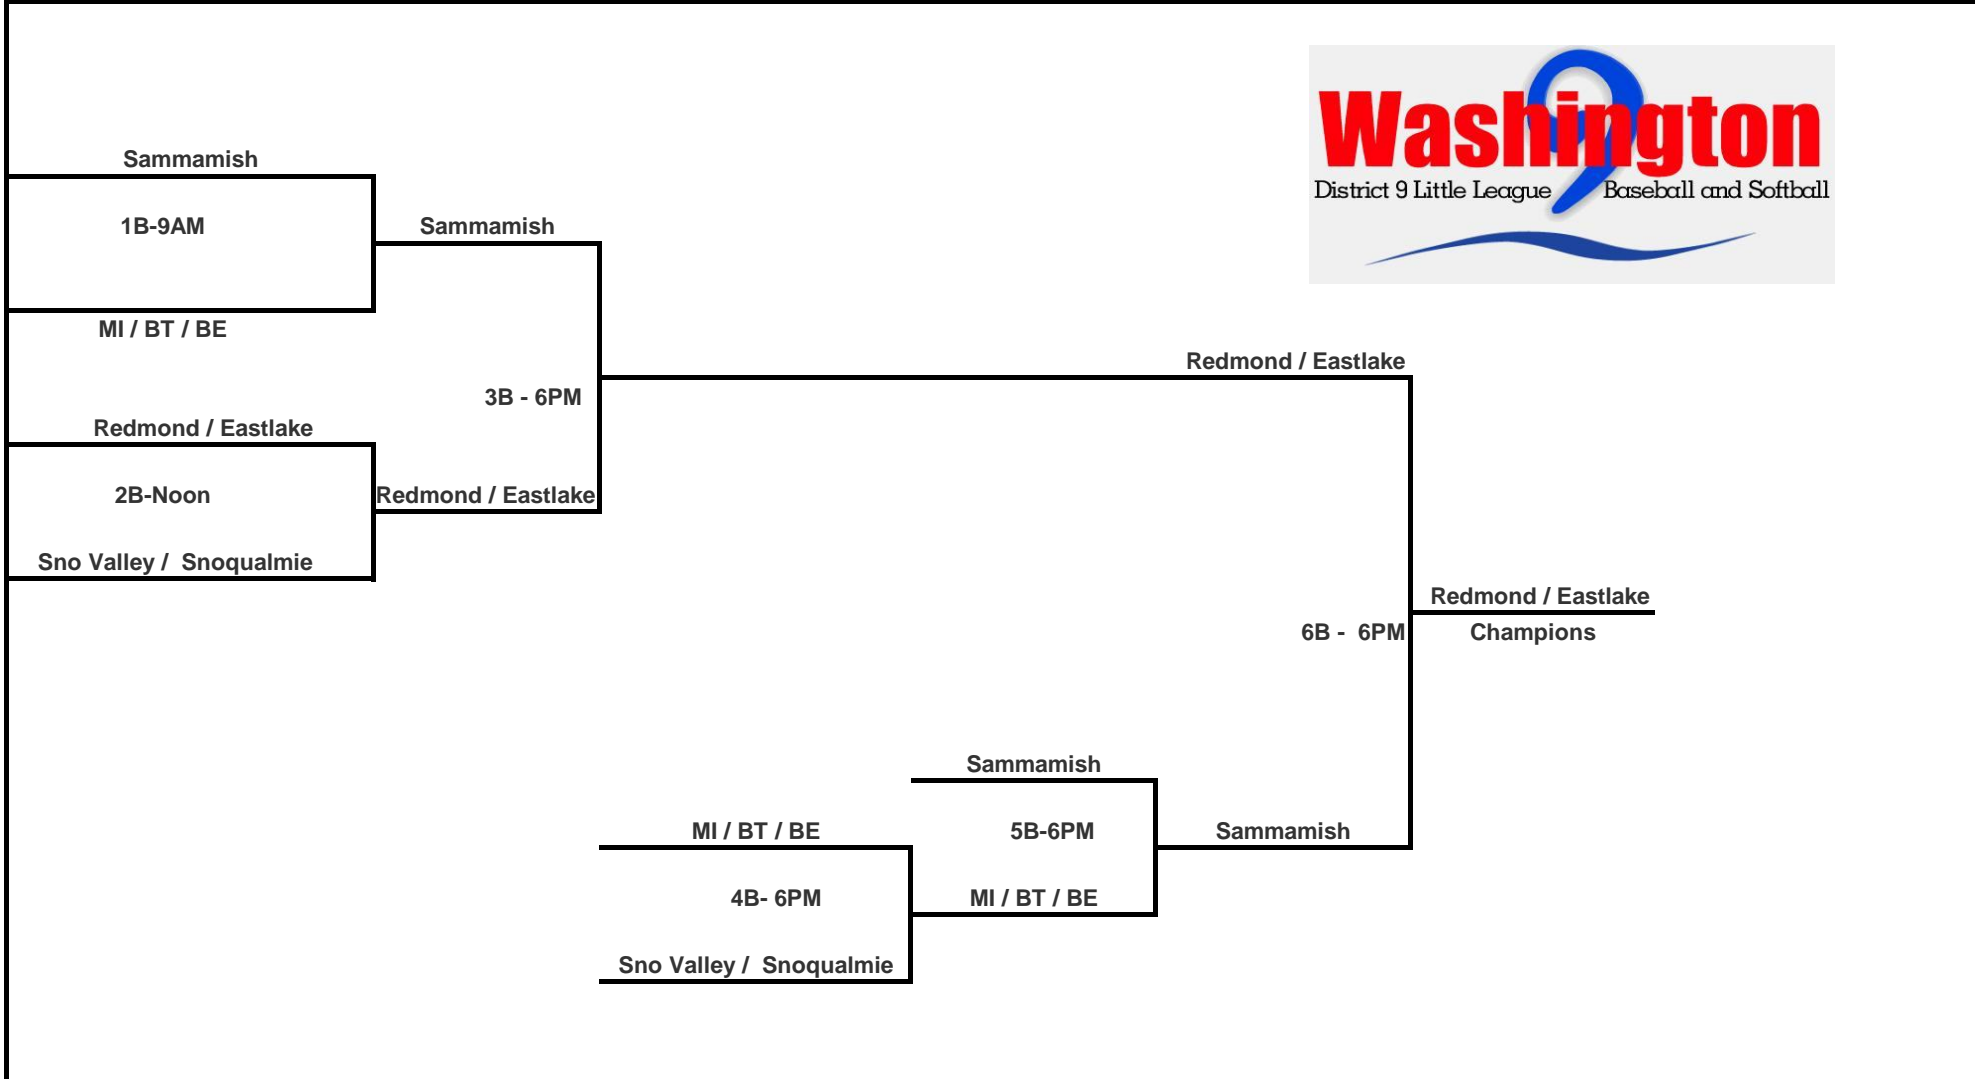 Washington
9
District 9 Little League Baseball and Softball
Sammamish
1B-9AM
Sammamish
MI / BT / BE
Redmond / Eastlake
3B - 6PM
Redmond / Eastlake
2B-Noon
Redmond / Eastlake
Sno Valley /  Snoqualmie
Redmond / Eastlake
6B -  6PM
Champions
Sammamish
MI / BT / BE
5B-6PM
Sammamish
4B- 6PM
MI / BT / BE
Sno Valley /  Snoqualmie